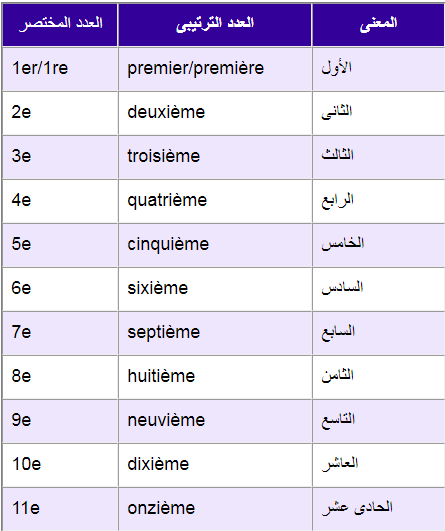 العدد المختصر العدد الترتيبى المعنى
1er/1re premier/première الأول
2e deuxième الثانى
3e troisième الثالث
4e quatrième الرابع
5e cinquième الخامس
6e sixième السادس
7e septième السابع
8e huitième الثامن
9e neuvième التاسع
10e dixième العاشر
11e onzième الحادى عشر